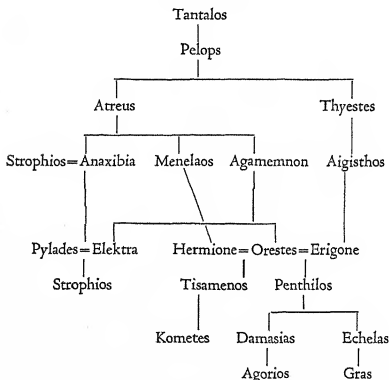 Tantalos
Pelops
Atreus Thyestes
Strophios=Anaxibia Menelaos Agamemnon Aigisthos
Pylades=Elektra Hermione=Orestes=Erigone
Strophios Tisamenos Penthilos
Kometes Damasias Echelas
Agorios Gras